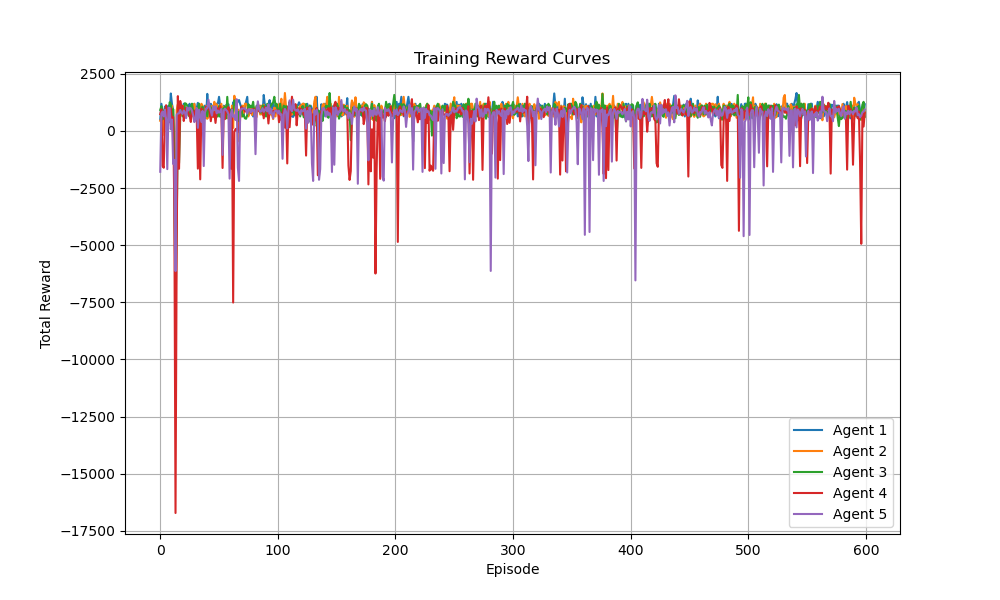 Training Reward Curves
2500
0
−2500
−5000
−7500
−10000
−12500
−15000
−17500
Total Reward
0 100 200 300 400 500 600
Episode
Agent 1
Agent 2
Agent 3
Agent 4
Agent 5